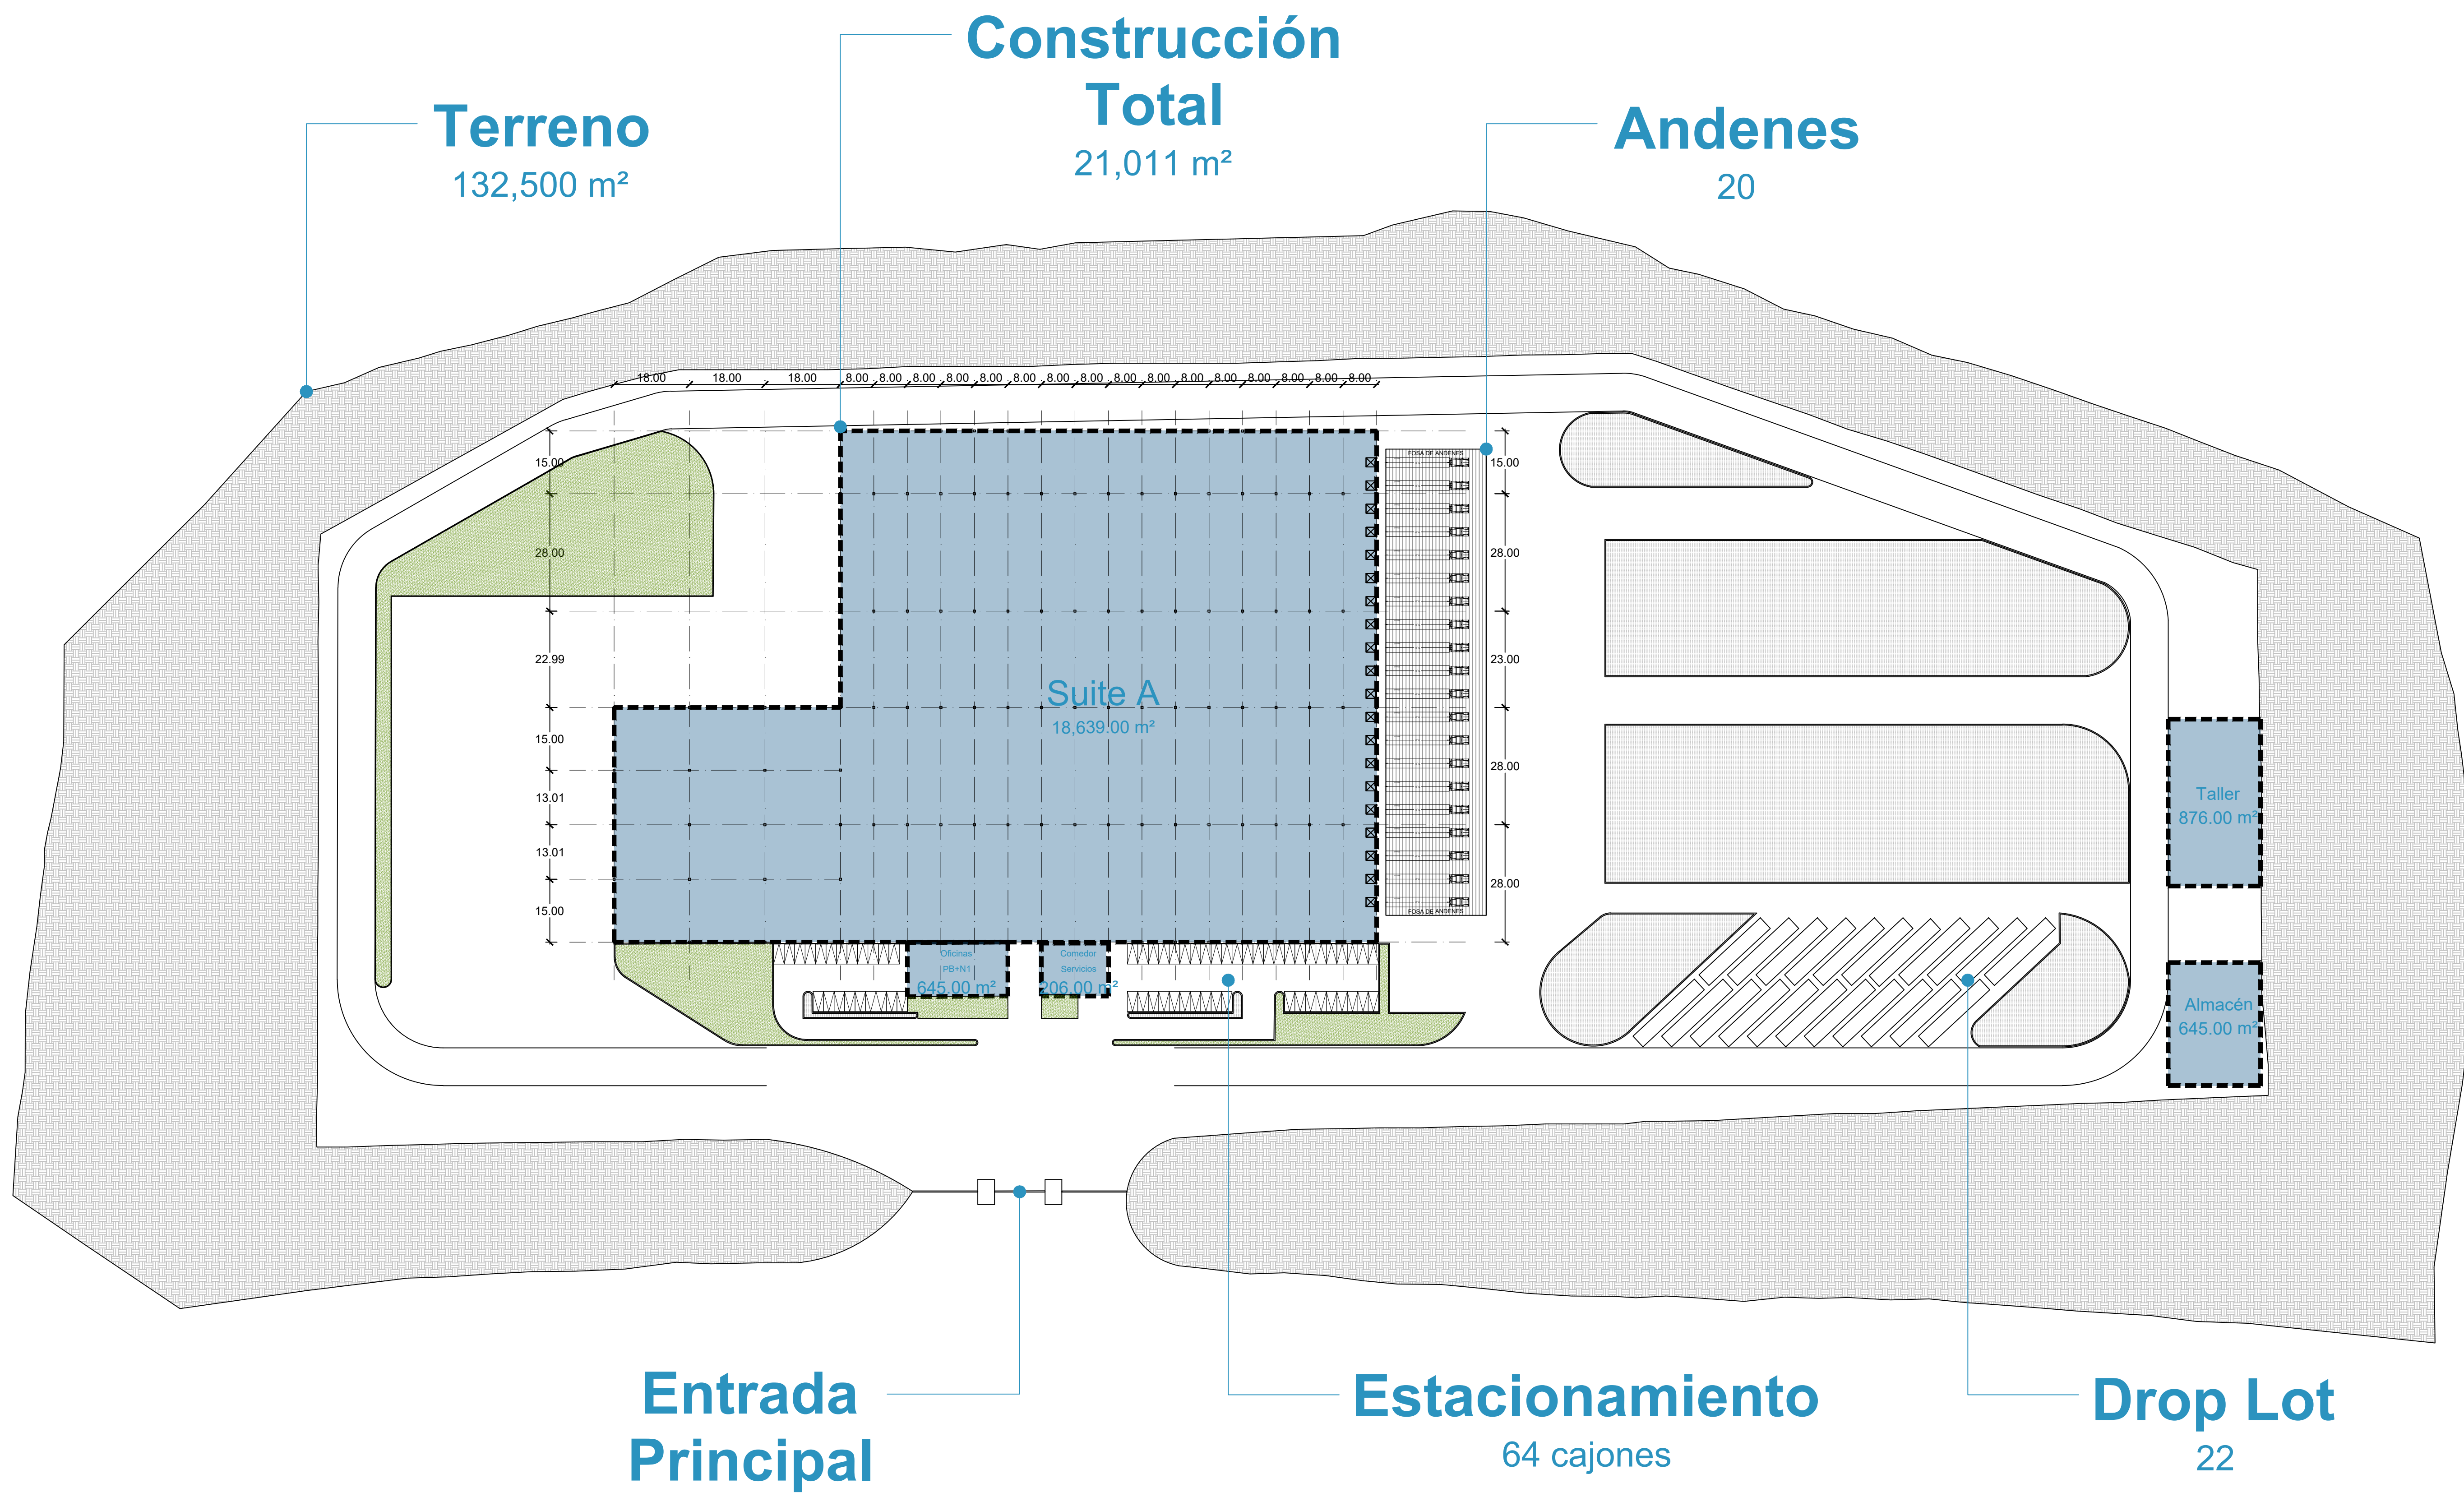 Construcción
Total
21,011 m²
Terreno
132,500 m²
Andenes
20
18.00 18.00 18.00 8.00 8.00 8.00 8.00 8.00 8.00 8.00 8.00 8.00 8.00 8.00 8.00 8.00 8.00 8.00 8.00
FOSA DE ANDENES
15.00
15.00
28.00
28.00
22.99
23.00
Suite A
18,639.00 m²
15.00
28.00
13.01
Taller
876.00 m²
13.01
28.00
15.00
FOSA DE ANDENES
Oficinas
PB+N1
645.00 m²
Comedor
Servicios
206.00 m²
Almacén
645.00 m²
Entrada
Principal
Estacionamiento
64 cajones
Drop Lot
22